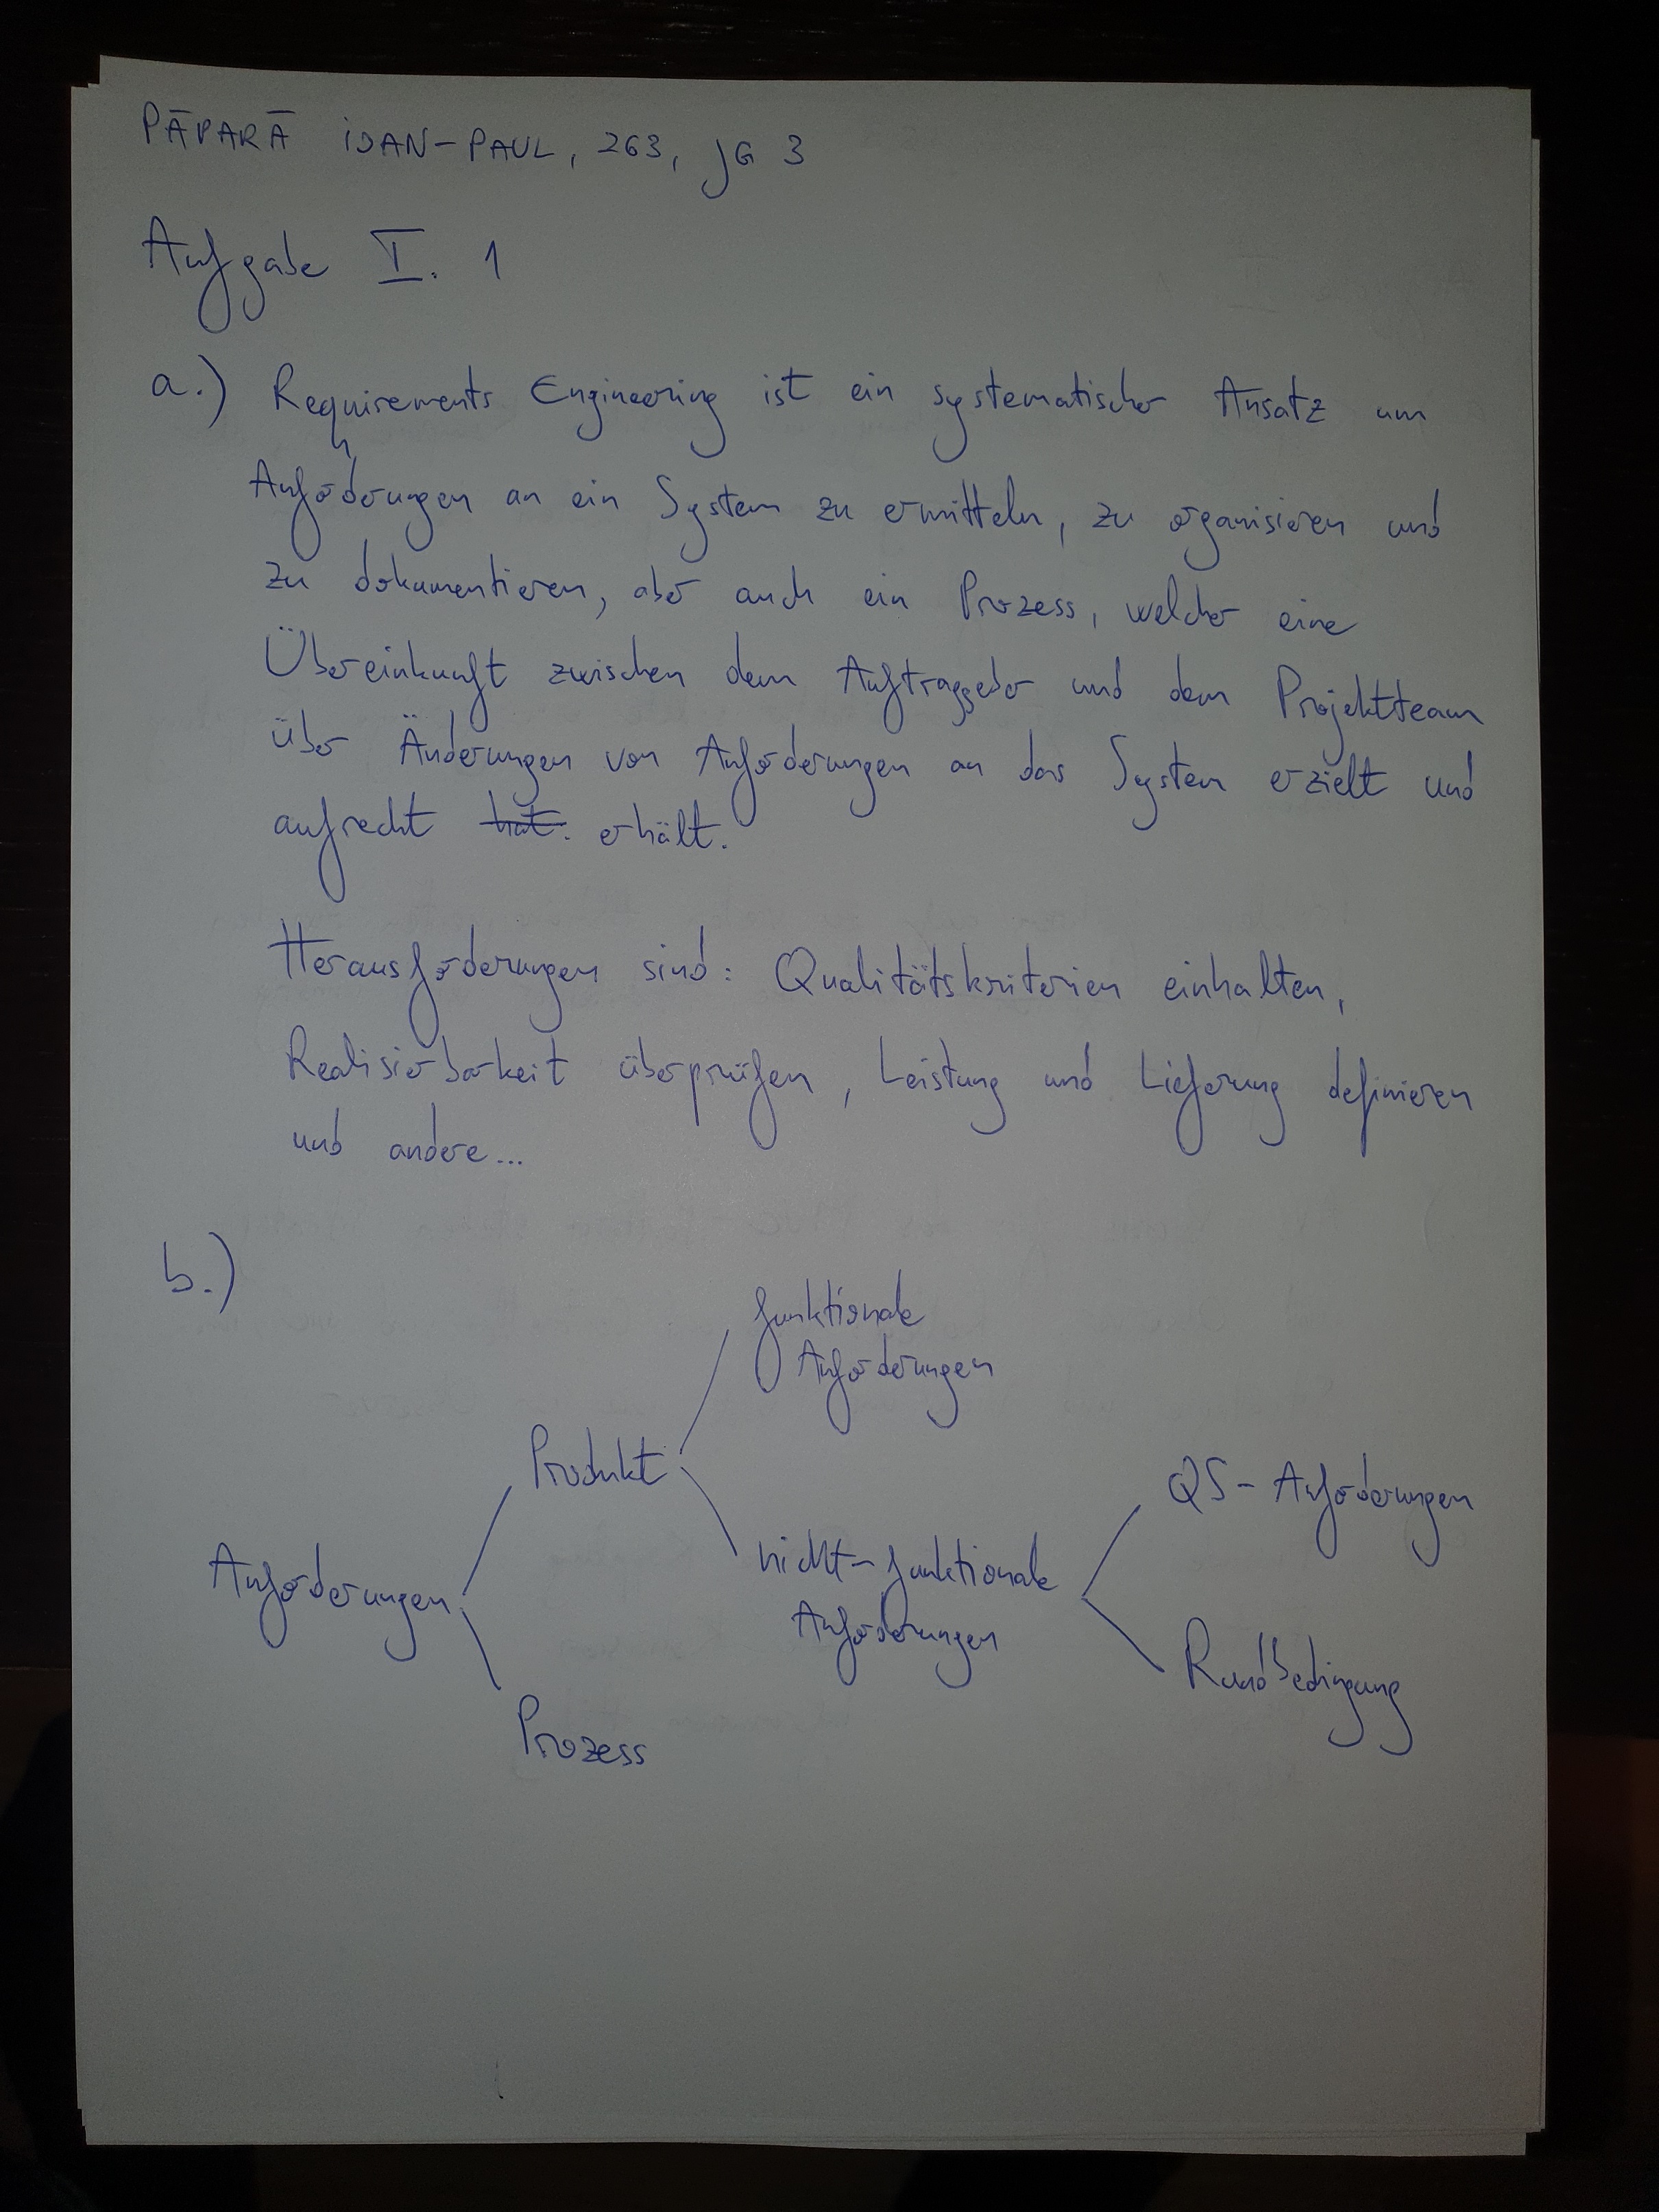 PĂPARĂ IOAN-PAUL, 263, JG 3
Aufgabe I. 1
a.) Requirements Engineering ist ein systematischer Ansatz um
Anforderungen an ein System zu ermitteln, zu organisieren und
zu dokumentieren, aber auch ein Prozess, welcher eine
Übereinkunft zwischen dem Auftraggeber und dem Projektteam
über Änderungen von Anforderungen an das System erzielt und
aufrecht hat. erhält.
Herausforderungen sind: Qualitätskriterien einhalten,
Realisierbarkeit überprüfen, Leistung und Lieferung definieren
und andere...
b.)
funktionale
Anforderungen
Produkt
QS-Anforderungen
Anforderungen
nicht-funktionale
Anforderungen
Randbedingung
Prozess